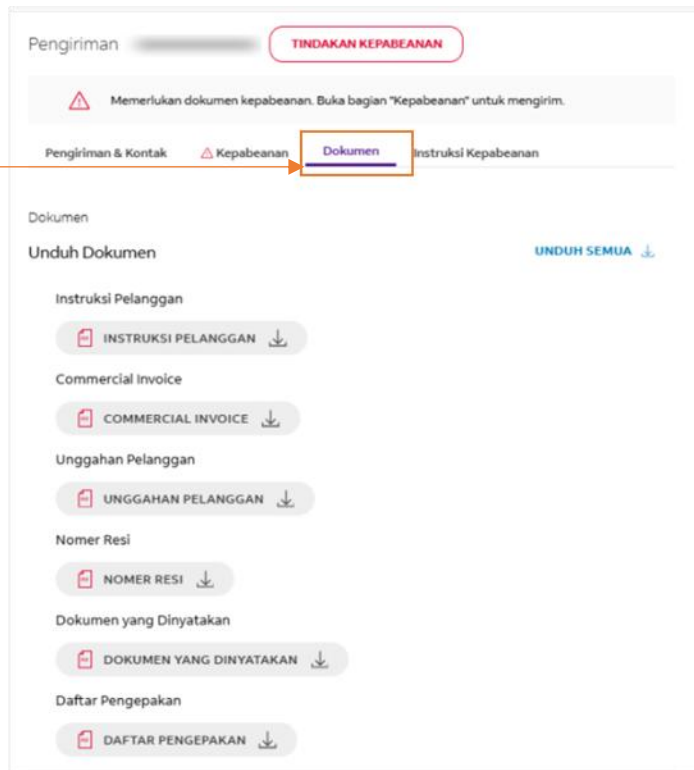 Pengiriman
TINDAKAN KEPABEANAN
Memerlukan dokumen kepabeanan. Buka bagian "Kepabeanan" untuk mengirim.
Pengiriman & Kontak Kepabeanan Dokumen Instruksi Kepabeanan
Dokumen
Unduh Dokumen UNDUH SEMUA
Instruksi Pelanggan
INSTRUKSI PELANGGAN
Commercial Invoice
COMMERCIAL INVOICE
Unggahan Pelanggan
UNGGAHAN PELANGGAN
Nomer Resi
NOMER RESI
Dokumen yang Dinyatakan
DOKUMEN YANG DINYATAKAN
Daftar Pengepakan
DAFTAR PENGEPAKAN